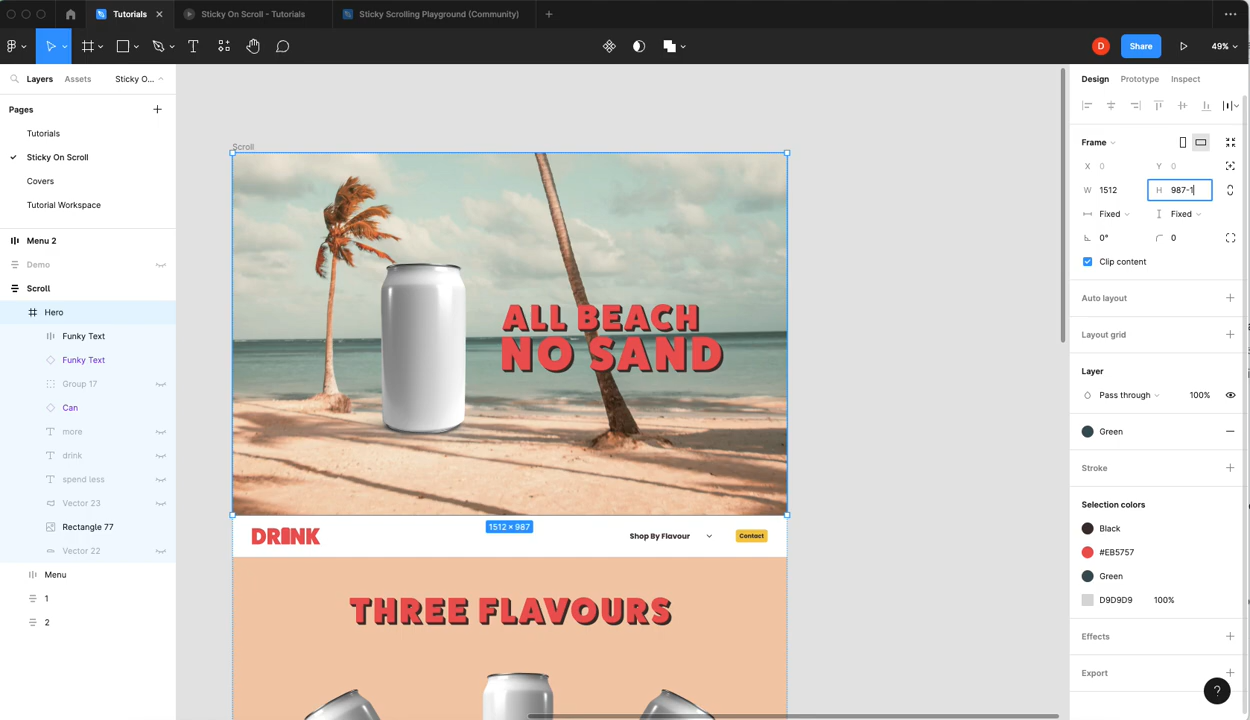 Tutorials
Sticky On Scroll - Tutorials
Sticky Scrolling Playground (Community)
D
Share
49%
Layers
Assets
Sticky O...
Pages
Tutorials
Sticky On Scroll
Covers
Tutorial Workspace
Menu 2
Demo
Scroll
Hero
Funky Text
Funky Text
Group 17
Can
more
drink
spend less
Vector 23
Rectangle 77
Vector 22
Menu
1
2
Scroll
ALL BEACH
NO SAND
1512 × 987
DRINK
Shop By Flavour
Contact
THREE FLAVOURS
Design
Prototype
Inspect
Frame
X 0
Y 0
W 1512
H 987-1
Fixed
Fixed
0°
0
Clip content
Auto layout
Layout grid
Layer
Pass through
100%
Green
Stroke
Selection colors
Black
#EB5757
Green
D9D9D9 100%
Effects
Export
?